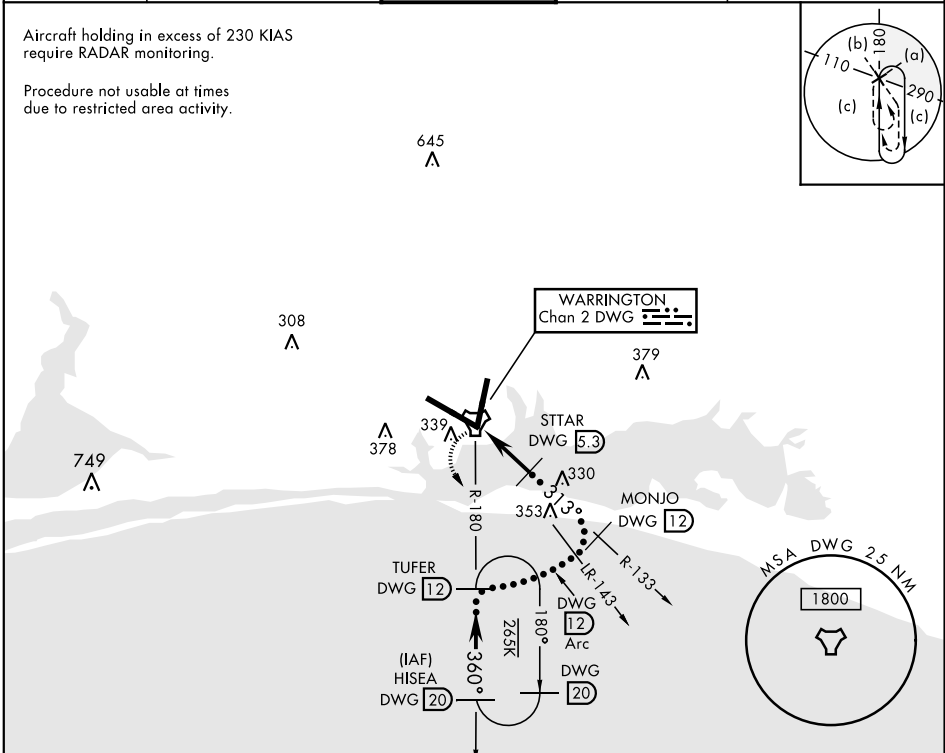 Aircraft holding in excess of 230 KIAS
require RADAR monitoring.
Procedure not usable at times
due to restricted area activity.
(b)
180
(a)
110
290
(c)
(c)
645
WARRINGTON
Chan 2 DWG
308
379
339
378
STTAR
DWG 5.3
749
330
313°
353
MONJO
DWG 12
R-180
R-133
LR-143
TUFER
DWG 12
DWG
12
Arc
265K
180°
360°
(IAF)
HISEA
DWG 20
DWG
20
MSA DWG 25 NM
1800